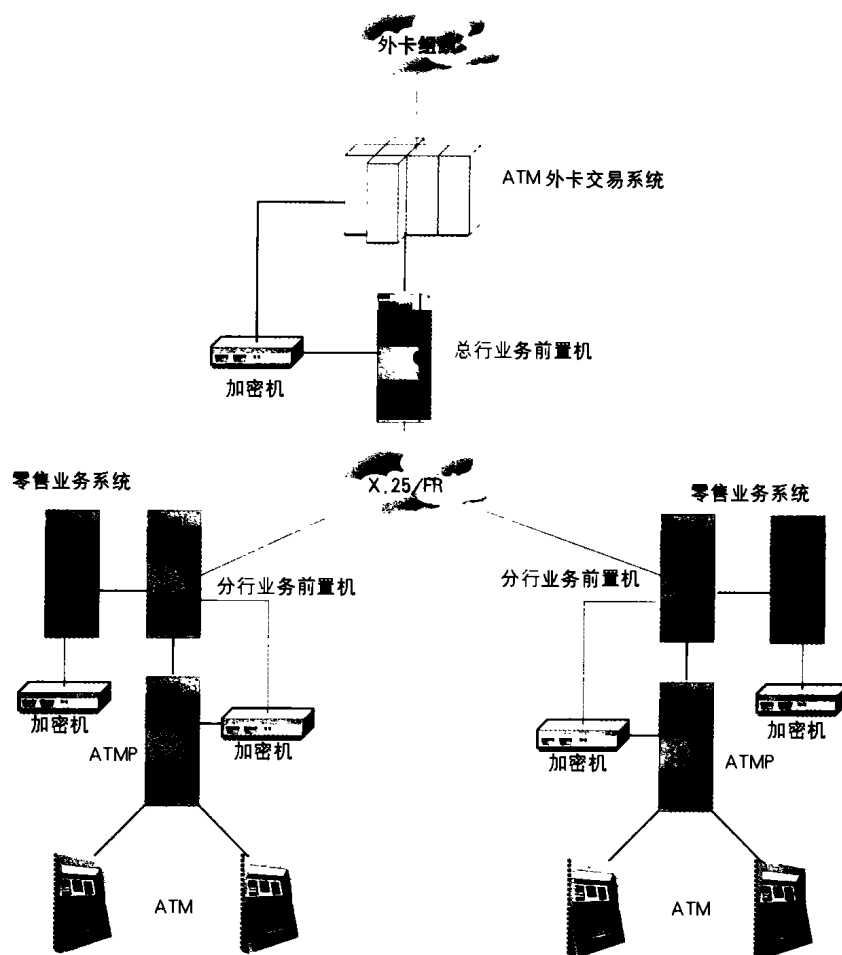 外卡组织
ATM外卡交易系统
总行业务前置机
加密机
X.25/FR
零售业务系统
零售业务系统
分行业务前置机
分行业务前置机
加密机
加密机
加密机
加密机
ATMP
ATMP
ATM
ATM